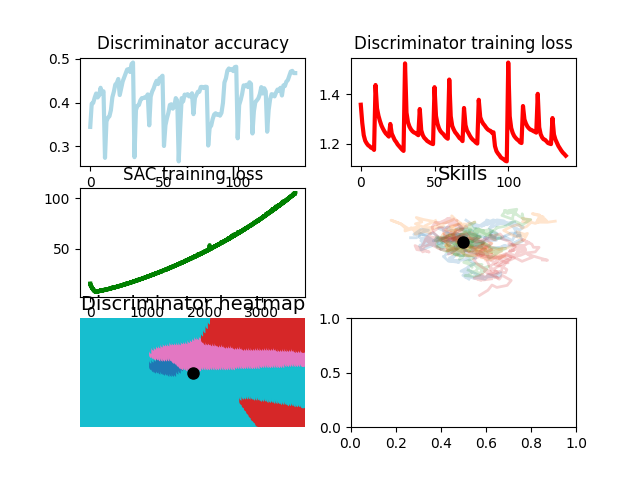 Discriminator accuracy
0.5
0.4
0.3
0 50 100
Discriminator training loss
1.4
1.2
0 50 100
SAC training loss
100
50
0 1000 2000 3000
Skills
Discriminator heatmap
1.0
0.5
0.0
0.0 0.2 0.4 0.6 0.8 1.0